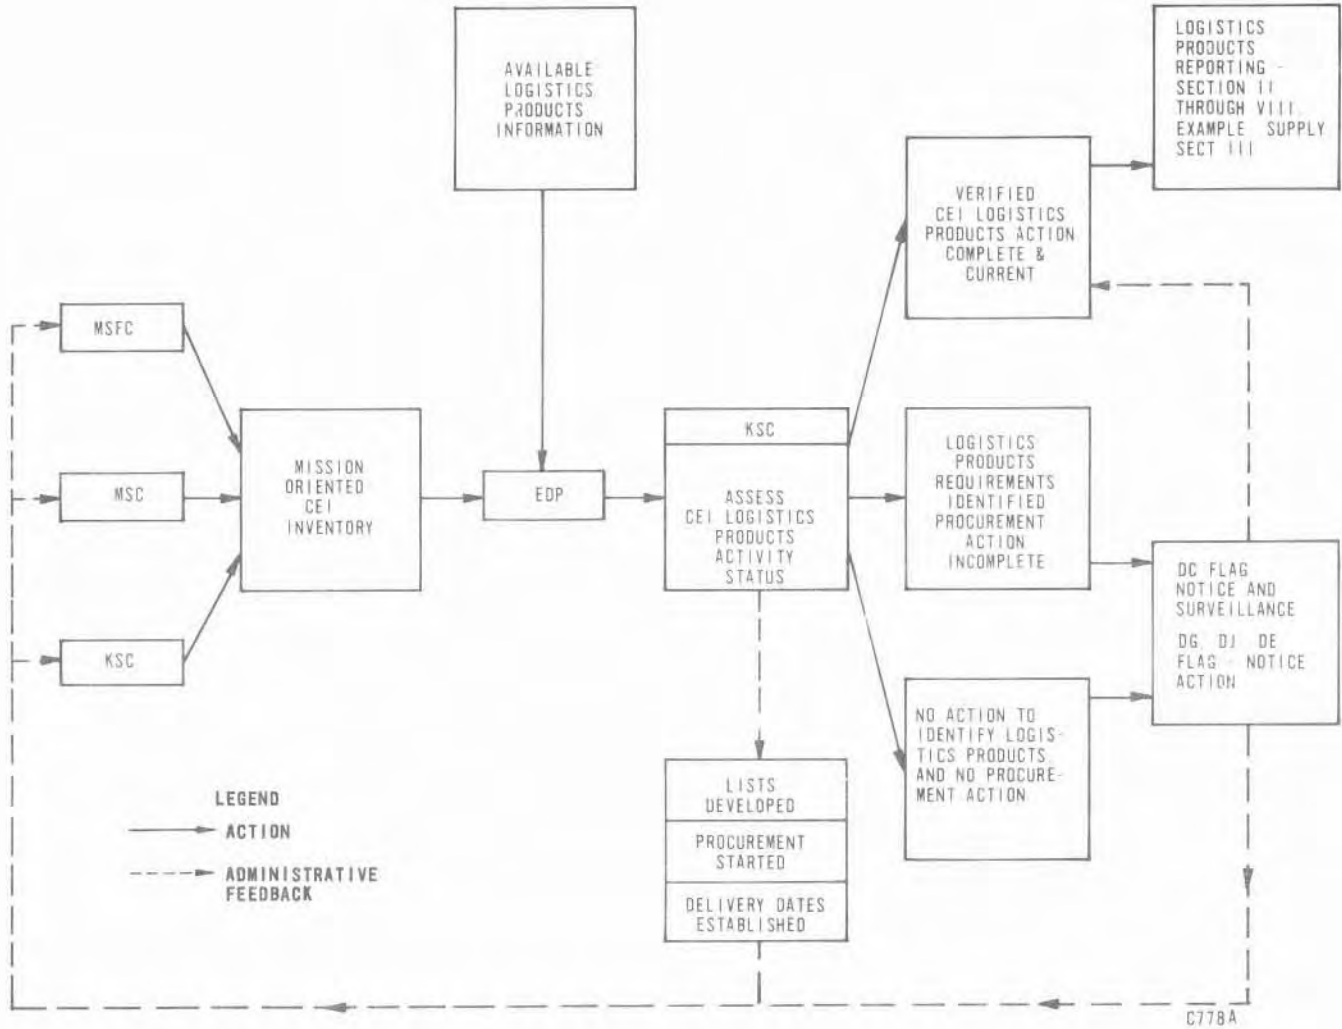 AVAILABLE
LOGISTICS
PRODUCTS
INFORMATION
LOGISTICS
PRODUCTS
REPORTING -
SECTION II
THROUGH VIII.
EXAMPLE SUPPLY
SECT III
VERIFIED
CEI LOGISTICS
PRODUCTS ACTION
COMPLETE &
CURRENT
MSFC
MSC
KSC
MISSION
ORIENTED
CEI
INVENTORY
EDP
KSC
ASSESS
CEI LOGISTICS
PRODUCTS
ACTIVITY
STATUS
LOGISTICS
PRODUCTS
REQUIREMENTS
IDENTIFIED
PROCUREMENT
ACTION
INCOMPLETE
DC FLAG
NOTICE AND
SURVEILLANCE
DG, DJ, DE
FLAG - NOTICE
ACTION
NO ACTION TO
IDENTIFY LOGIS-
TICS PRODUCTS
AND NO PROCURE-
MENT ACTION
LISTS
DEVELOPED
PROCUREMENT
STARTED
DELIVERY DATES
ESTABLISHED
LEGEND
ACTION
ADMINISTRATIVE
FEEDBACK
C778A